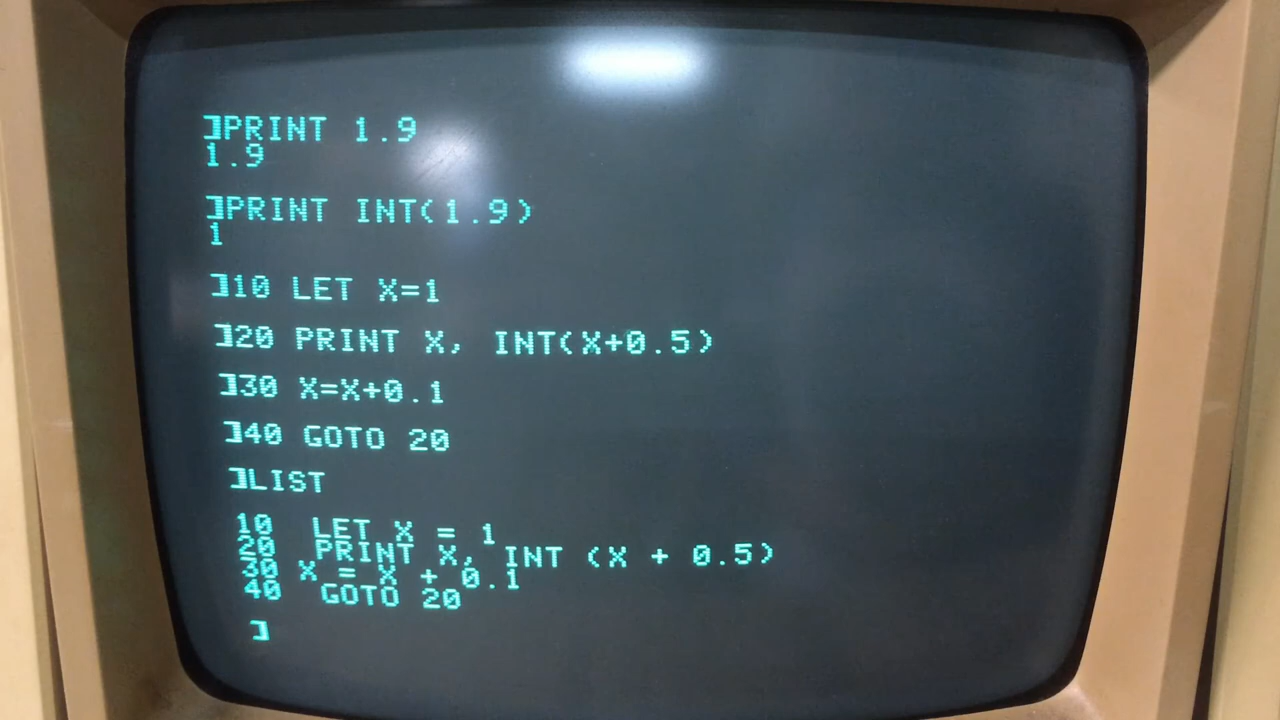 ]PRINT 1.9
1.9
]PRINT INT(1.9)
1
]10 LET X=1
]20 PRINT X, INT(X+0.5)
]30 X=X+0.1
]40 GOTO 20
]LIST
10  LET X = 1
20  PRINT X, INT (X + 0.5)
30 X = X + 0.1
40  GOTO 20
]